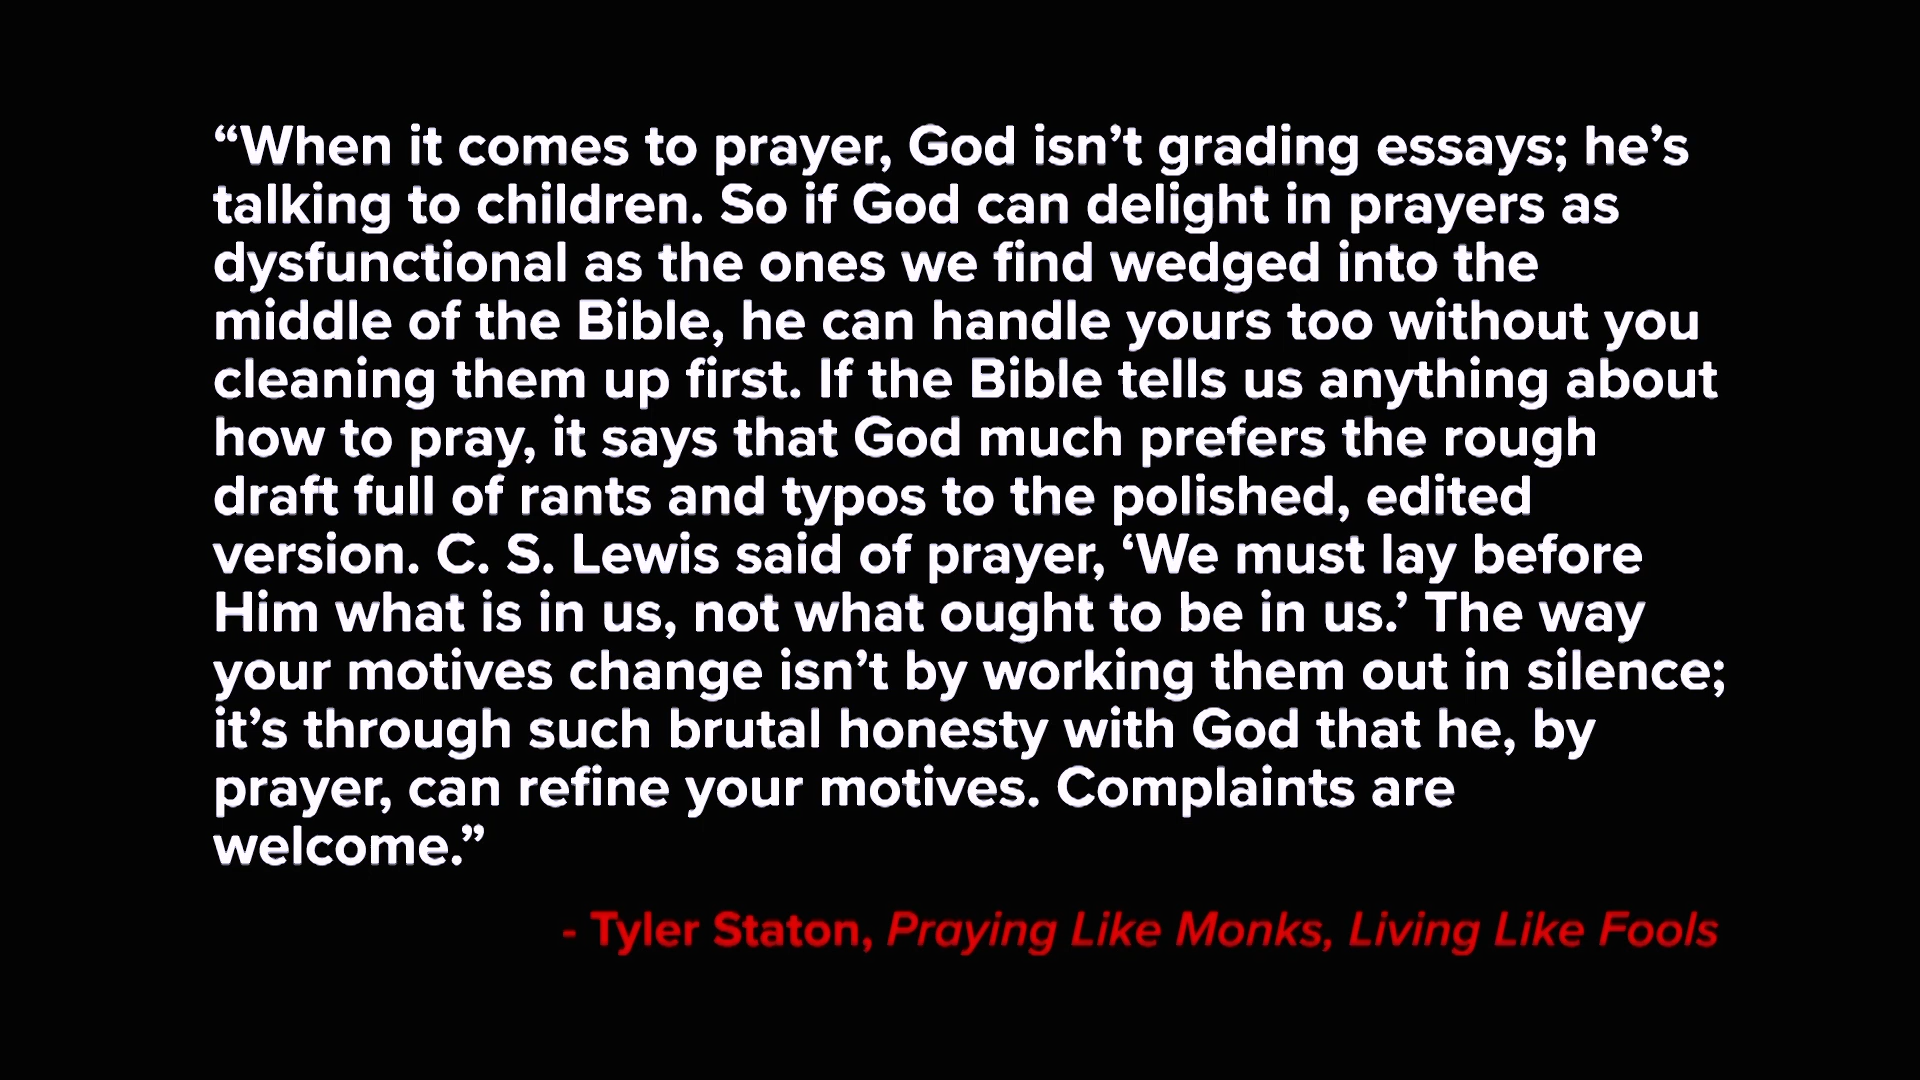 “When it comes to prayer, God isn’t grading essays; he’s
talking to children. So if God can delight in prayers as
dysfunctional as the ones we find wedged into the
middle of the Bible, he can handle yours too without you
cleaning them up first. If the Bible tells us anything about
how to pray, it says that God much prefers the rough
draft full of rants and typos to the polished, edited
version. C. S. Lewis said of prayer, ‘We must lay before
Him what is in us, not what ought to be in us.’ The way
your motives change isn’t by working them out in silence;
it’s through such brutal honesty with God that he, by
prayer, can refine your motives. Complaints are
welcome.”
- Tyler Staton, Praying Like Monks, Living Like Fools